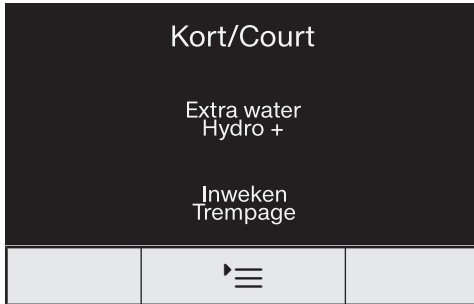 Kort/Court
Extra water
Hydro +
Inweken
Trempage